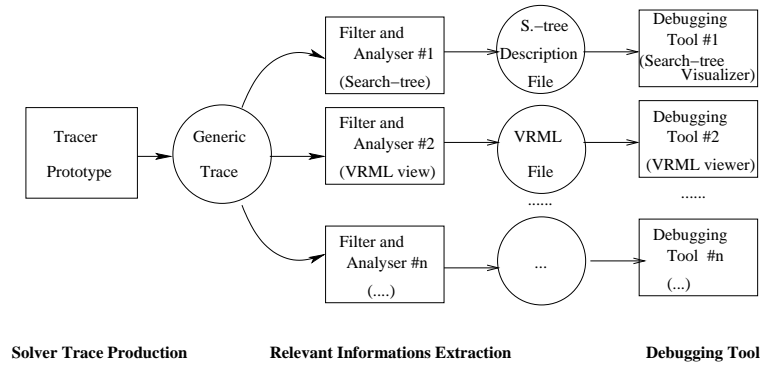 Tracer
Prototype
Generic
Trace
Filter and
Analyser #1
(Search-tree)
S.-tree
Description
File
Debugging
Tool #1
(Search-tree
Visualizer)
Filter and
Analyser #2
(VRML view)
VRML
File
......
Debugging
Tool #2
(VRML viewer)
......
Filter and
Analyser #n
(....)
...
Debugging
Tool #n
(...)
Solver Trace Production
Relevant Informations Extraction
Debugging Tool